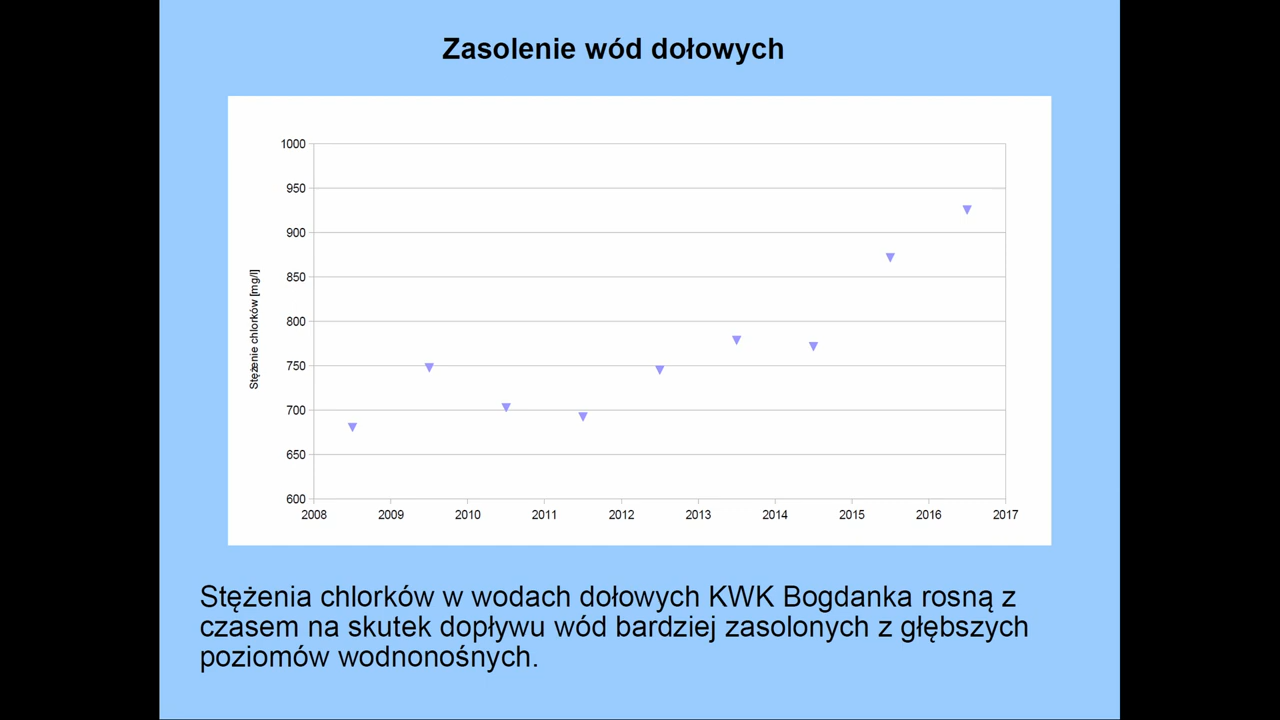 Zasolenie wód dołowych
1000
950
900
850
800
750
700
650
600
Stężenie chlorków [mg/l]
2008 2009 2010 2011 2012 2013 2014 2015 2016 2017
Stężenia chlorków w wodach dołowych KWK Bogdanka rosną z
czasem na skutek dopływu wód bardziej zasolonych z głębszych
poziomów wodnonośnych.